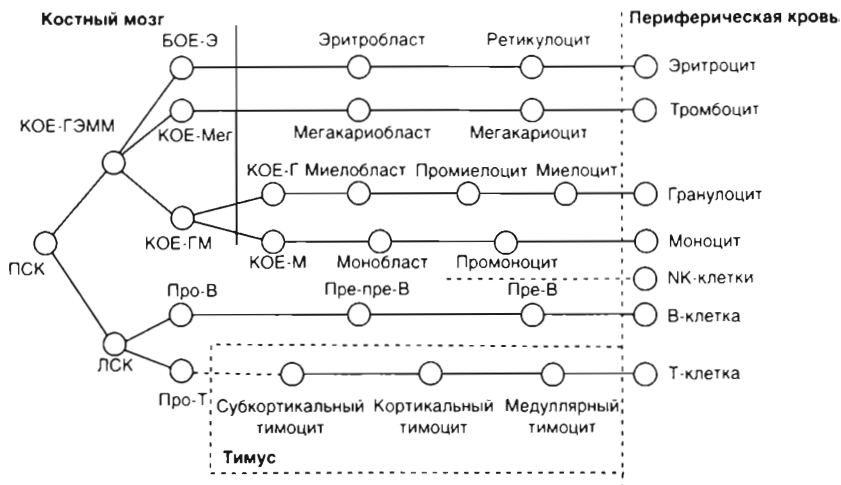 Костный мозг
Периферическая кровь
БОЕ-Э
Эритробласт
Ретикулоцит
Эритроцит
КОЕ-ГЭММ
КОЕ-Мег
Мегакариобласт
Мегакариоцит
Тромбоцит
КОЕ-Г
Миелобласт
Промиелоцит
Миелоцит
Гранулоцит
КОЕ-ГМ
КОЕ-М
Монобласт
Промоноцит
Моноцит
ПСК
NK-клетки
Про-В
Пре-пре-В
Пре-В
В-клетка
ЛСК
Про-Т
Субкортикальный
тимоцит
Кортикальный
тимоцит
Медуллярный
тимоцит
Т-клетка
Тимус